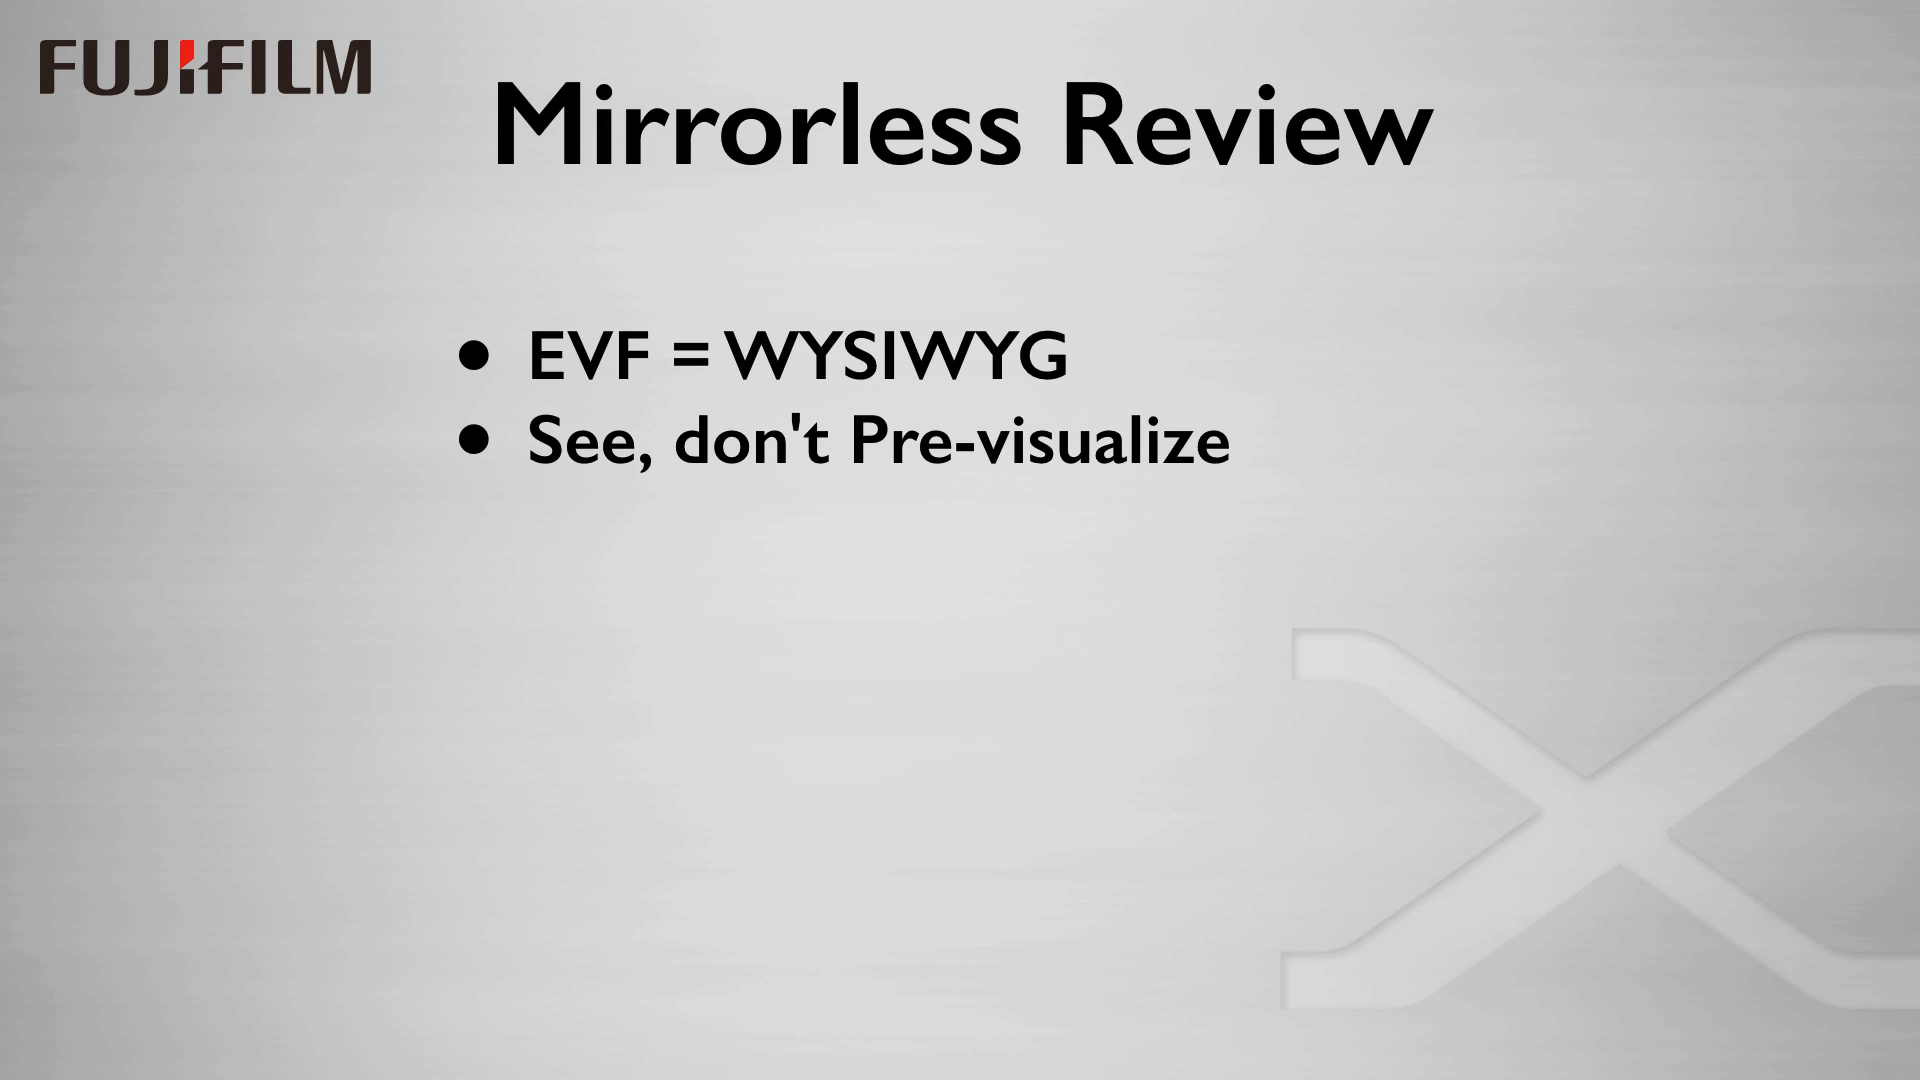 FUJIFILM
Mirrorless Review
• EVF = WYSIWYG
• See, don't Pre-visualize